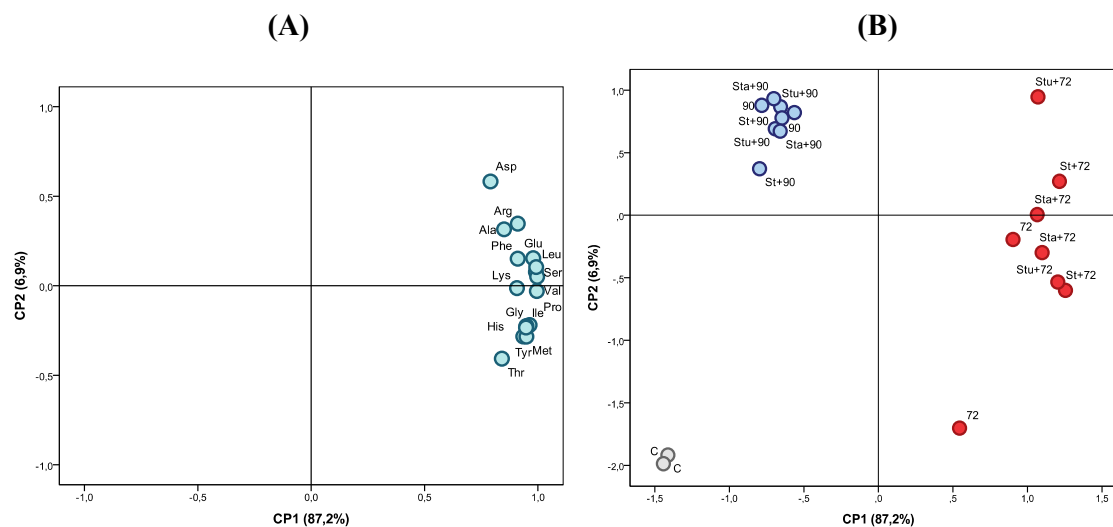 (A)
(B)
1,0
0,5
0,0
-0,5
-1,0
CP2 (6,9%)
Asp
Arg
Ala
Glu
Phe
Leu
Lys
Ser
Val
Pro
Gly
Ile
His
Tyr
Met
Thr
-1,0
-0,5
0,0
0,5
1,0
CP1 (87,2%)
1,0
,5
,0
-,5
-1,0
-1,5
-2,0
CP2 (6,9%)
Sta+90
Stu+90
90
St+90
90
Stu+90
Sta+90
St+90
Stu+72
St+72
Sta+72
72
Sta+72
Stu+72
St+72
72
C
C
-1,5
-1,0
-,5
,0
,5
1,0
1,5
CP1 (87,2%)